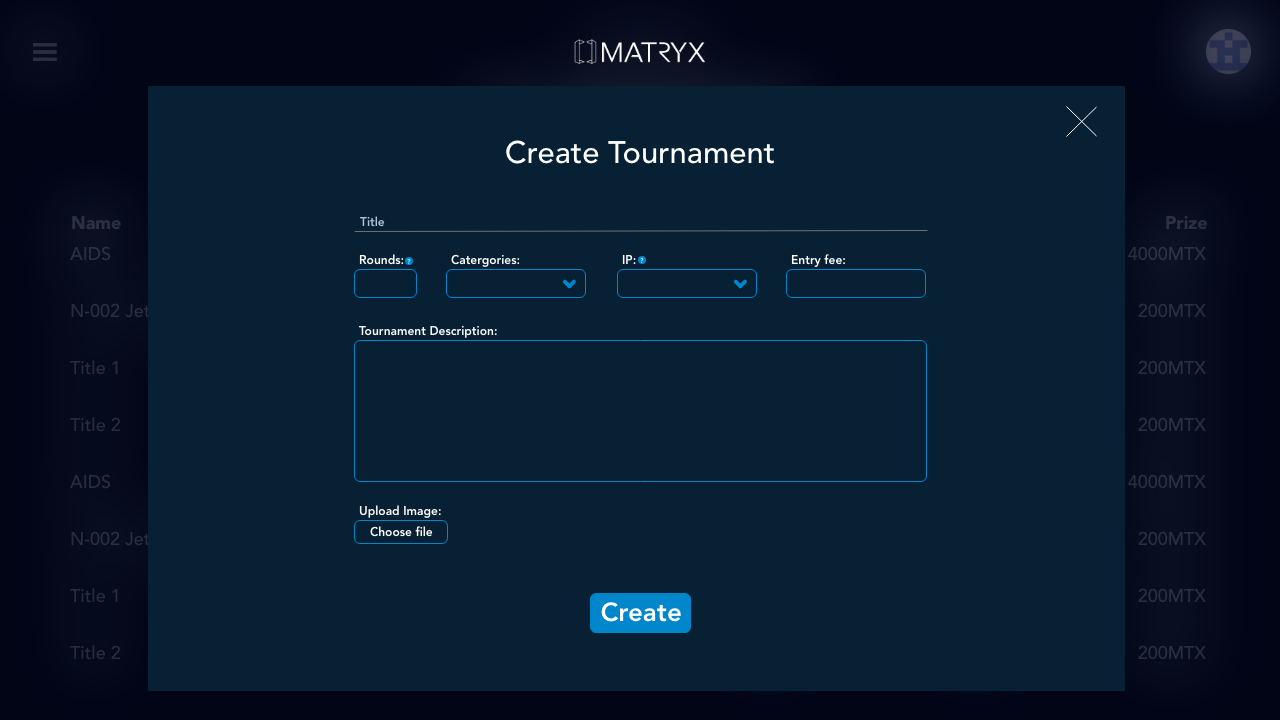 MATRYX
Create Tournament
Title
Rounds: ? Catergories: IP: ? Entry fee:
Tournament Description:
Upload Image:
Choose file
Create
Name Prize
AIDS 4000MTX
N-002 Jet 200MTX
Title 1 200MTX
Title 2 200MTX
AIDS 4000MTX
N-002 Jet 200MTX
Title 1 200MTX
Title 2 200MTX